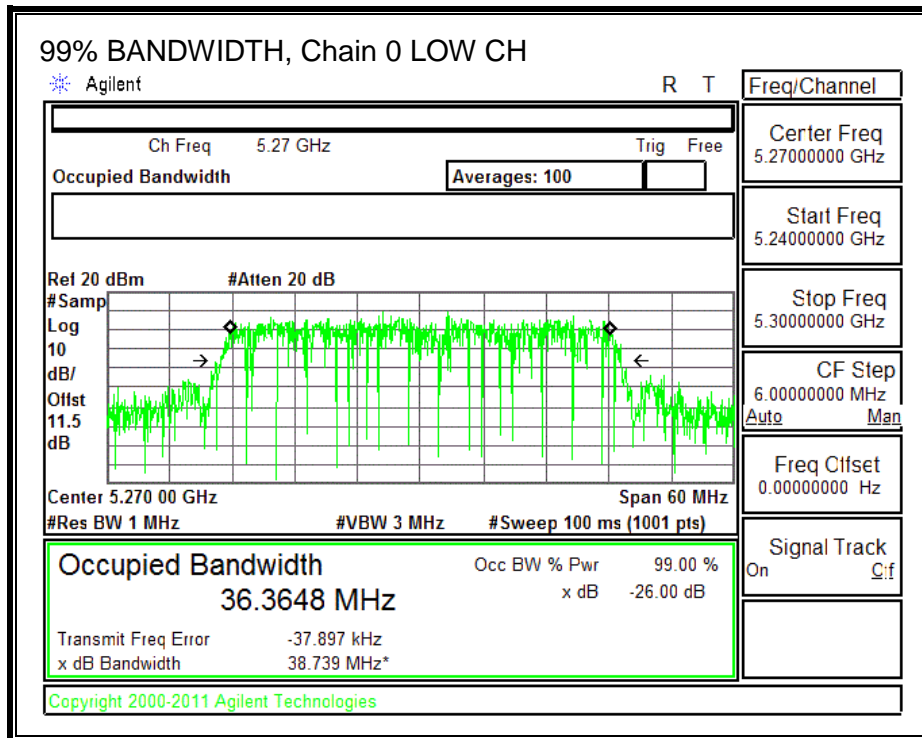 99% BANDWIDTH, Chain 0 LOW CH
Agilent
R T
Freq/Channel
Ch Freq 5.27 GHz
Trig Free
Occupied Bandwidth
Averages: 100
Center Freq
5.27000000 GHz
Start Freq
5.24000000 GHz
Stop Freq
5.30000000 GHz
CF Step
6.00000000 MHz
Auto Man
Freq Offset
0.00000000 Hz
Signal Track
On Off
Ref 20 dBm #Atten 20 dB
#Samp
Log
10
dB/
Offst
11.5
dB
Center 5.270 00 GHz Span 60 MHz
#Res BW 1 MHz #VBW 3 MHz #Sweep 100 ms (1001 pts)
Occupied Bandwidth
36.3648 MHz
Occ BW % Pwr 99.00 %
x dB -26.00 dB
Transmit Freq Error -37.897 kHz
x dB Bandwidth 38.739 MHz*
Copyright 2000-2011 Agilent Technologies